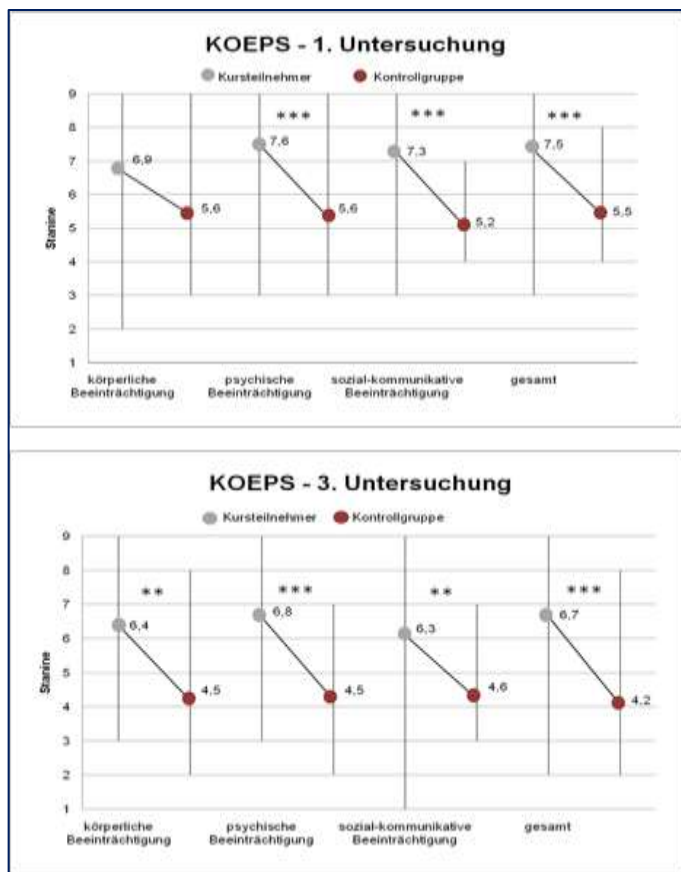 KOEPS - 1. Untersuchung
Kursteilnehmer Kontrollgruppe
9
8
7
6
5
4
3
2
1
Stanine
*** *** ***
6,9
5,6
7,6
5,6
7,3
5,2
7,5
5,5
körperliche Beeinträchtigung
psychische Beeinträchtigung
sozial-kommunikative Beeinträchtigung
gesamt
KOEPS - 3. Untersuchung
Kursteilnehmer Kontrollgruppe
9
8
7
6
5
4
3
2
1
Stanine
** *** ** ***
6,4
4,5
6,8
4,5
6,3
4,6
6,7
4,2
körperliche Beeinträchtigung
psychische Beeinträchtigung
sozial-kommunikative Beeinträchtigung
gesamt